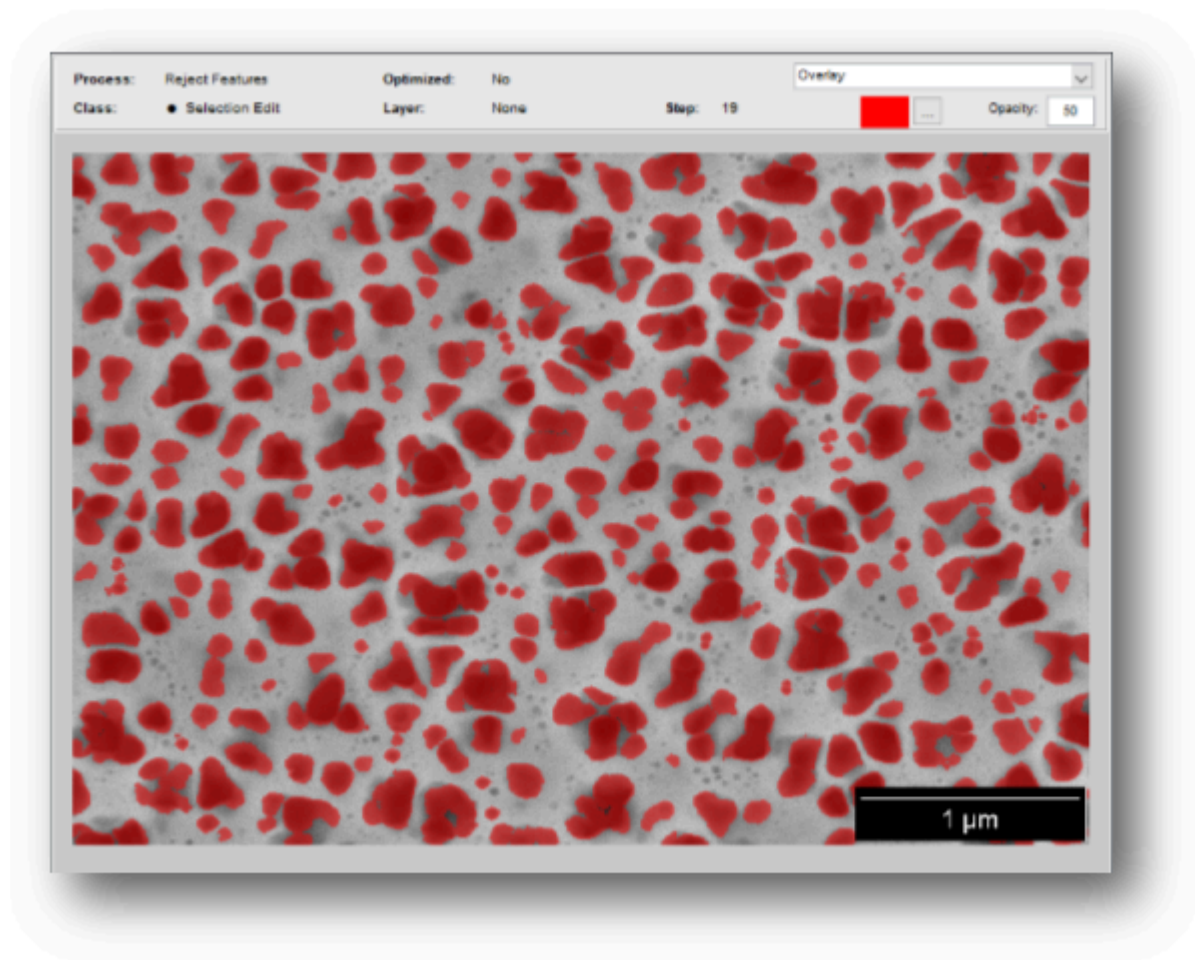 Process: Reject Features Optimized: No Overlay
Class: ● Selection Edit Layer: None Step: 19 ... Opacity: 50
1 µm